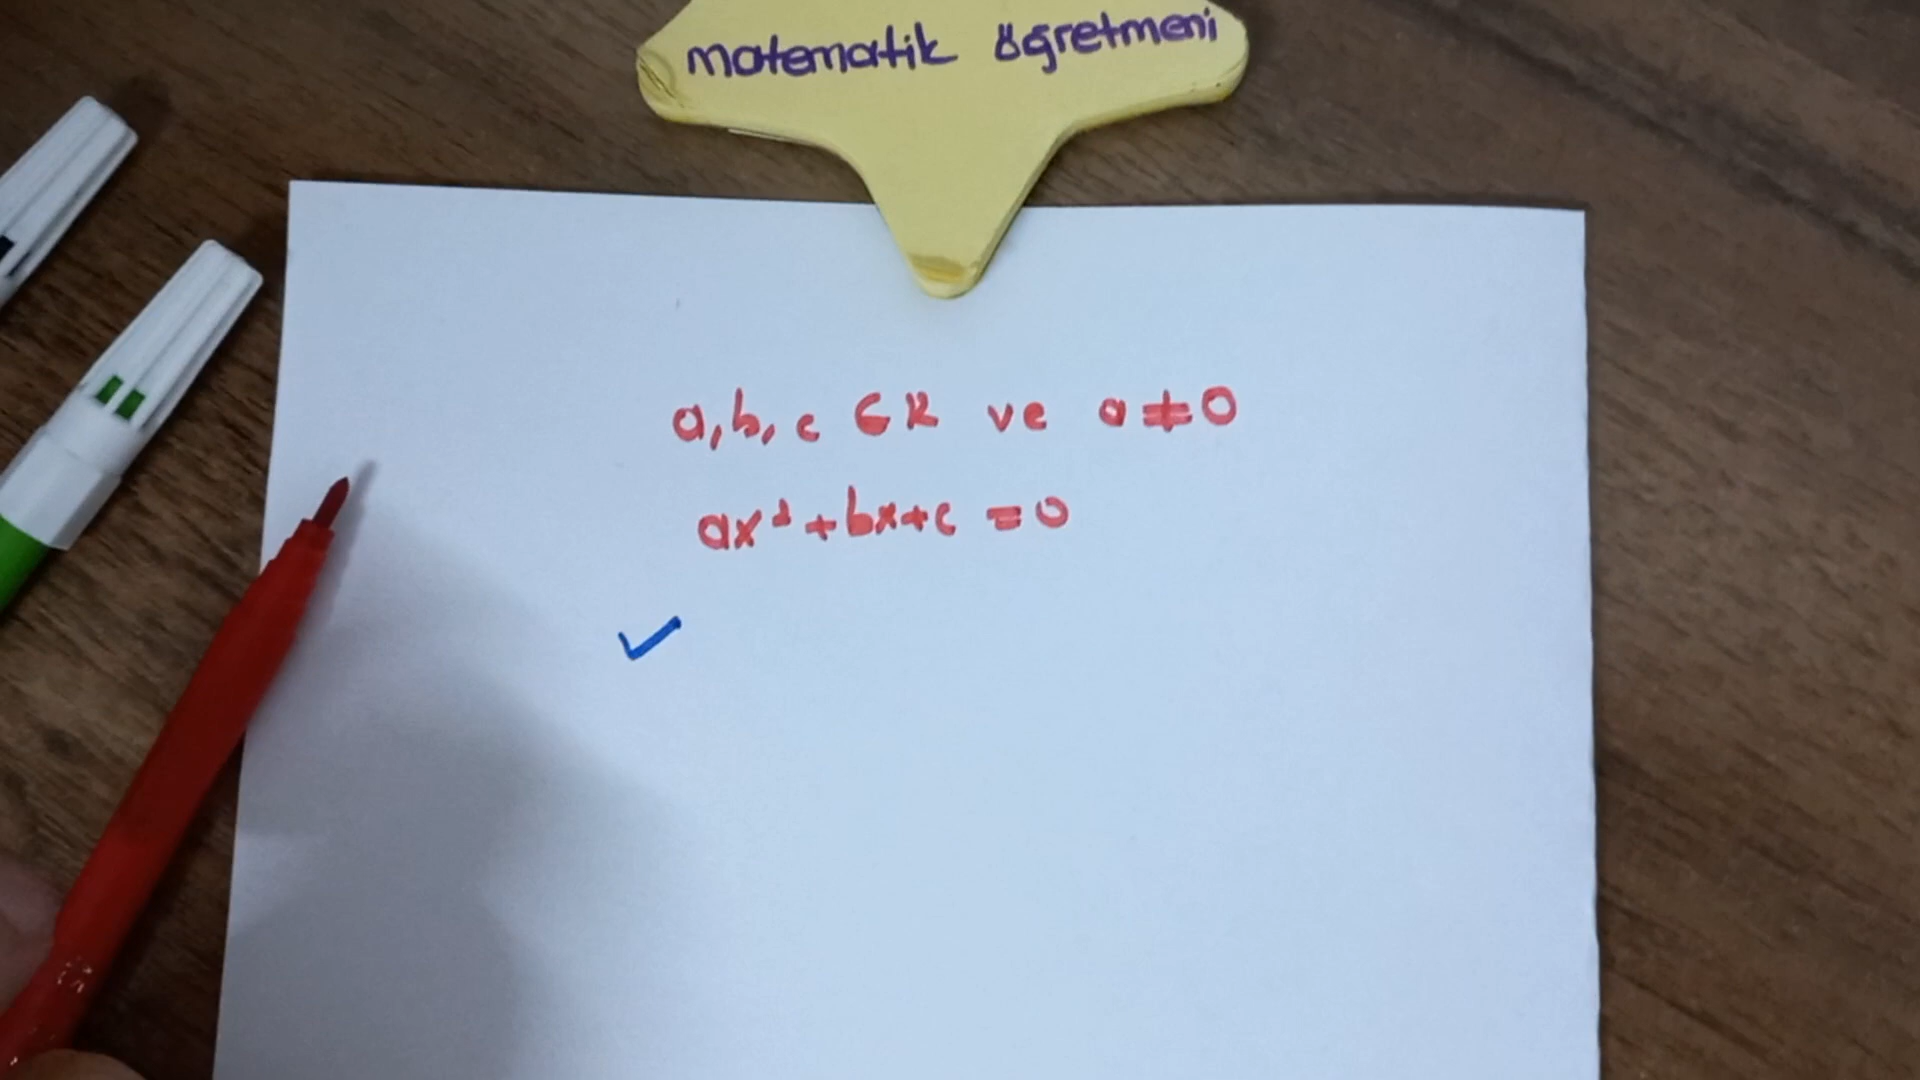 matematik öğretmeni
a, b, c ∈ R ve a ≠ 0
ax² + bx + c = 0